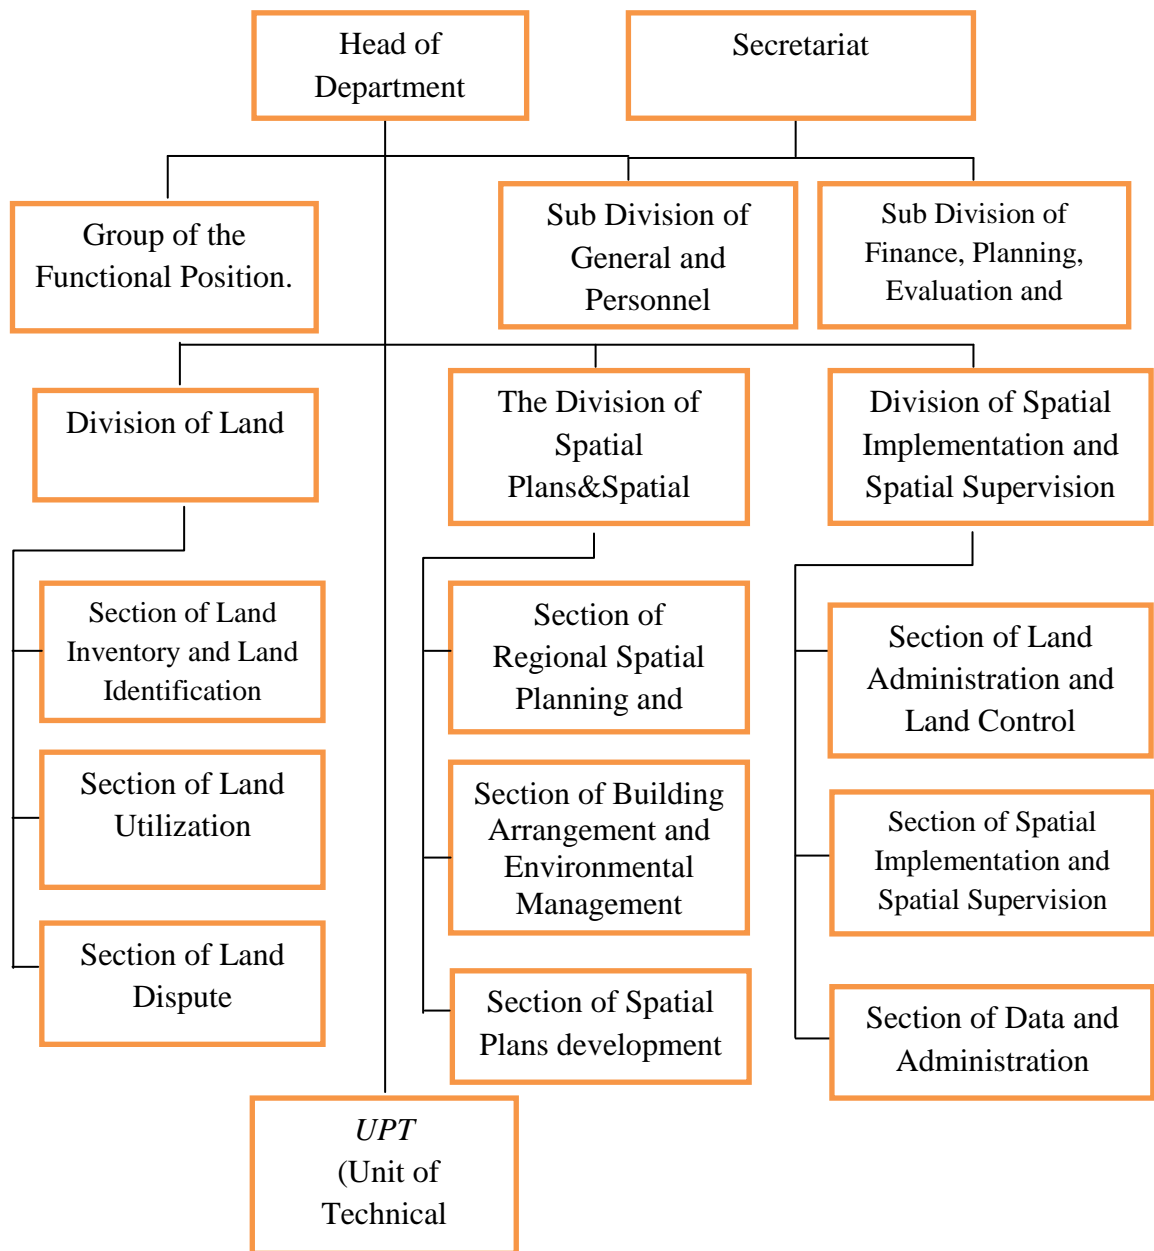 Head of
Department
Secretariat
Group of the
Functional Position.
Sub Division of
General and
Personnel
Sub Division of
Finance, Planning,
Evaluation and
Division of Land
The Division of
Spatial
Plans&Spatial
Division of Spatial
Implementation and
Spatial Supervision
Section of Land
Inventory and Land
Identification
Section of Land
Utilization
Section of Land
Dispute
Section of
Regional Spatial
Planning and
Section of Building
Arrangement and
Environmental
Management
Section of Spatial
Plans development
Section of Land
Administration and
Land Control
Section of Spatial
Implementation and
Spatial Supervision
Section of Data and
Administration
UPT
(Unit of
Technical